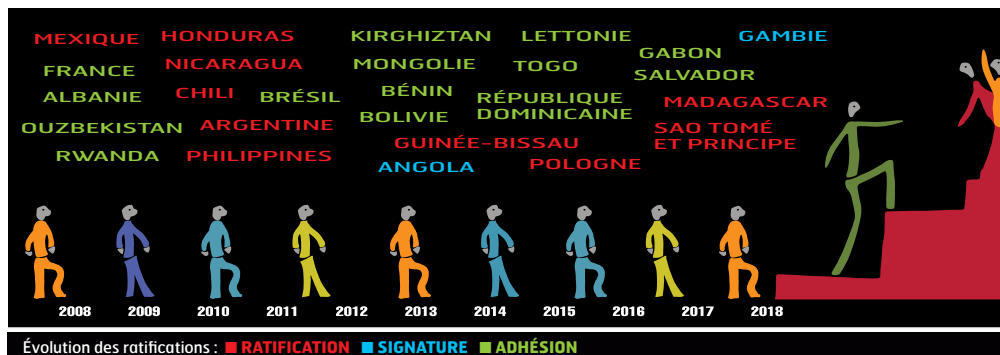 MEXIQUE HONDURAS KIRGHIZTAN LETTONIE GAMBIE
FRANCE NICARAGUA MONGOLIE TOGO GABON
SALVADOR
ALBANIE CHILI BRÉSIL BÉNIN RÉPUBLIQUE
DOMINICAINE MADAGASCAR
OUZBEKISTAN ARGENTINE BOLIVIE SAO TOMÉ
ET PRINCIPE
RWANDA PHILIPPINES GUINÉE-BISSAU
ANGOLA POLOGNE
2008 2009 2010 2011 2012 2013 2014 2015 2016 2017 2018
Évolution des ratifications : RATIFICATION SIGNATURE ADHÉSION